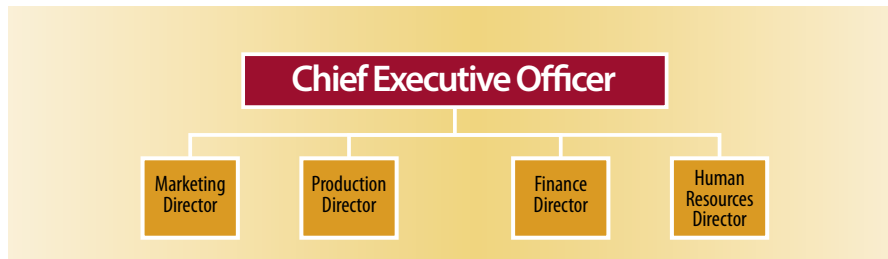 Chief Executive Officer
Marketing
Director
Production
Director
Finance
Director
Human
Resources
Director